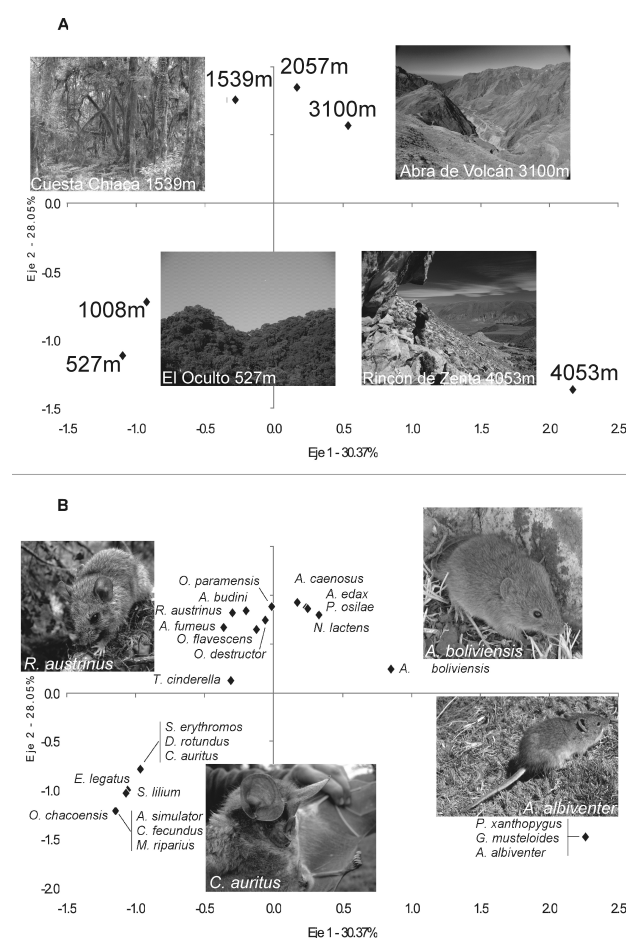 A
1539m
2057m
3100m
Cuesta Chiaca 1539m
Abra de Volcán 3100m
0.0
Eje 2 - 28.05%
-0.5
1008m
-1.0
527m
El Oculto 527m
Rincón de Zenta 4053m
4053m
-1.5
-1.5 -1.0 0.0 0.5 1.0 1.5 2.0 2.5
Eje 1 - 30.37%
B
O. paramensis
A. budini
R. austrinus
A. fumeus
O. flavescens
O. destructor
A. caenosus
A. edax
P. osilae
N. lactens
R. austrinus
A. boliviensis
A. boliviensis
T. cinderella
0.0
Eje 2 - 28.05%
-0.5
S. erythromos
D. rotundus
C. auritus
E. legatus
-1.0
S. lilium
O. chacoensis
A. simulator
C. fecundus
M. riparius
-1.5
A. albiventer
P. xanthopygus
G. musteloides
A. albiventer
C. auritus
-2.0
-1.5 -1.0 -0.5 0.0 0.5 1.0 1.5 2.0 2.5
Eje 1 - 30.37%